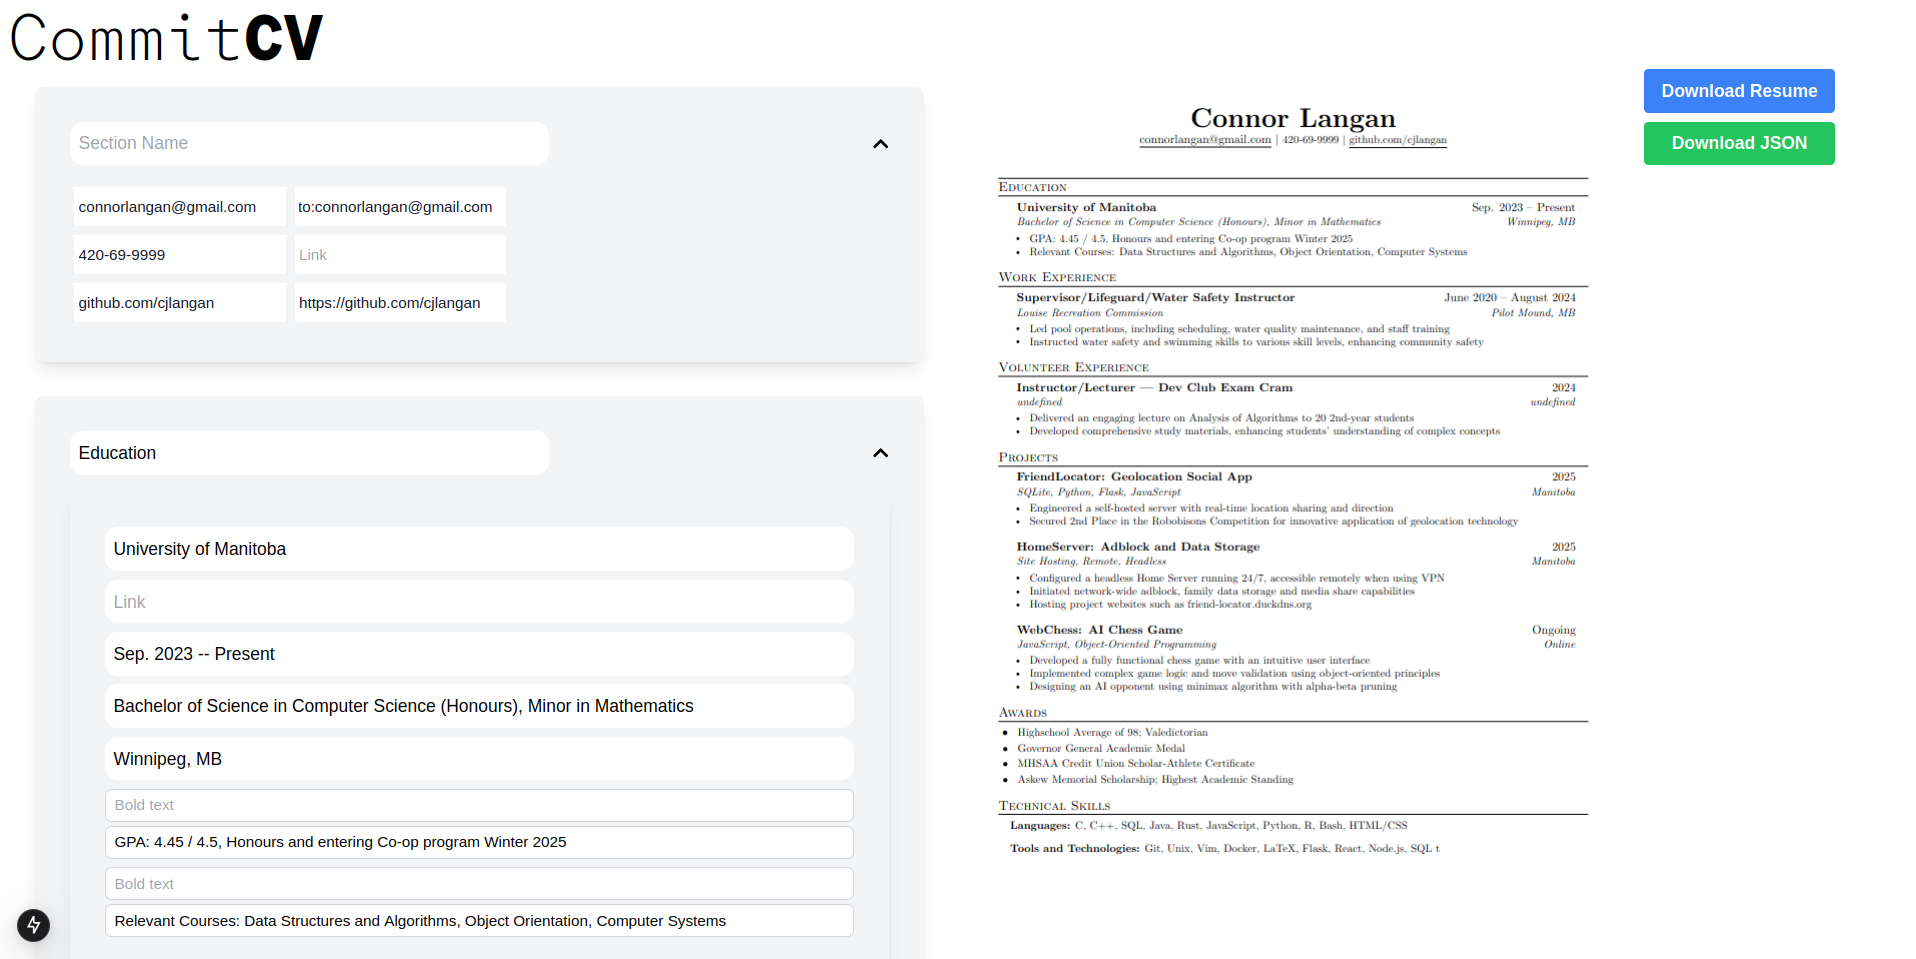 CommitCV
Section Name
connorlangan@gmail.com to:connorlangan@gmail.com
420-69-9999 Link
github.com/cjlangan https://github.com/cjlangan
Education
University of Manitoba
Link
Sep. 2023 -- Present
Bachelor of Science in Computer Science (Honours), Minor in Mathematics
Winnipeg, MB
Bold text
GPA: 4.45 / 4.5, Honours and entering Co-op program Winter 2025
Bold text
Relevant Courses: Data Structures and Algorithms, Object Orientation, Computer Systems
Connor Langan
connorlangan@gmail.com | 420-69-9999 | github.com/cjlangan
Education
University of Manitoba Sep. 2023 – Present
Bachelor of Science in Computer Science (Honours), Minor in Mathematics Winnipeg, MB
• GPA: 4.45 / 4.5, Honours and entering Co-op program Winter 2025
• Relevant Courses: Data Structures and Algorithms, Object Orientation, Computer Systems
Work Experience
Supervisor/Lifeguard/Water Safety Instructor June 2020 – August 2024
Louise Recreation Commission Pilot Mound, MB
• Led pool operations, including scheduling, water quality maintenance, and staff training
• Instructed water safety and swimming skills to various skill levels, enhancing community safety
Volunteer Experience
Instructor/Lecturer — Dev Club Exam Cram 2024
undefined undefined
• Delivered an engaging lecture on Analysis of Algorithms to 20 2nd-year students
• Developed comprehensive study materials, enhancing students' understanding of complex concepts
Projects
FriendLocator: Geolocation Social App 2025
SQLite, Python, Flask, JavaScript Manitoba
• Engineered a self-hosted server with real-time location sharing and direction
• Secured 2nd Place in the Robobisons Competition for innovative application of geolocation technology
HomeServer: Adblock and Data Storage 2025
Site Hosting, Remote, Headless Manitoba
• Configured a headless Home Server running 24/7, accessible remotely when using VPN
• Initiated network-wide adblock, family data storage and media share capabilities
• Hosting project websites such as friend-locator.duckdns.org
WebChess: AI Chess Game Ongoing
JavaScript, Object-Oriented Programming Online
• Developed a fully functional chess game with an intuitive user interface
• Implemented complex game logic and move validation using object-oriented principles
• Designing an AI opponent using minimax algorithm with alpha-beta pruning
Awards
• Highschool Average of 98; Valedictorian
• Governor General Academic Medal
• MHSAA Credit Union Scholar-Athlete Certificate
• Askew Memorial Scholarship; Highest Academic Standing
Technical Skills
Languages: C, C++, SQL, Java, Rust, JavaScript, Python, R, Bash, HTML/CSS
Tools and Technologies: Git, Unix, Vim, Docker, LaTeX, Flask, React, Node.js, SQL t
Download Resume
Download JSON